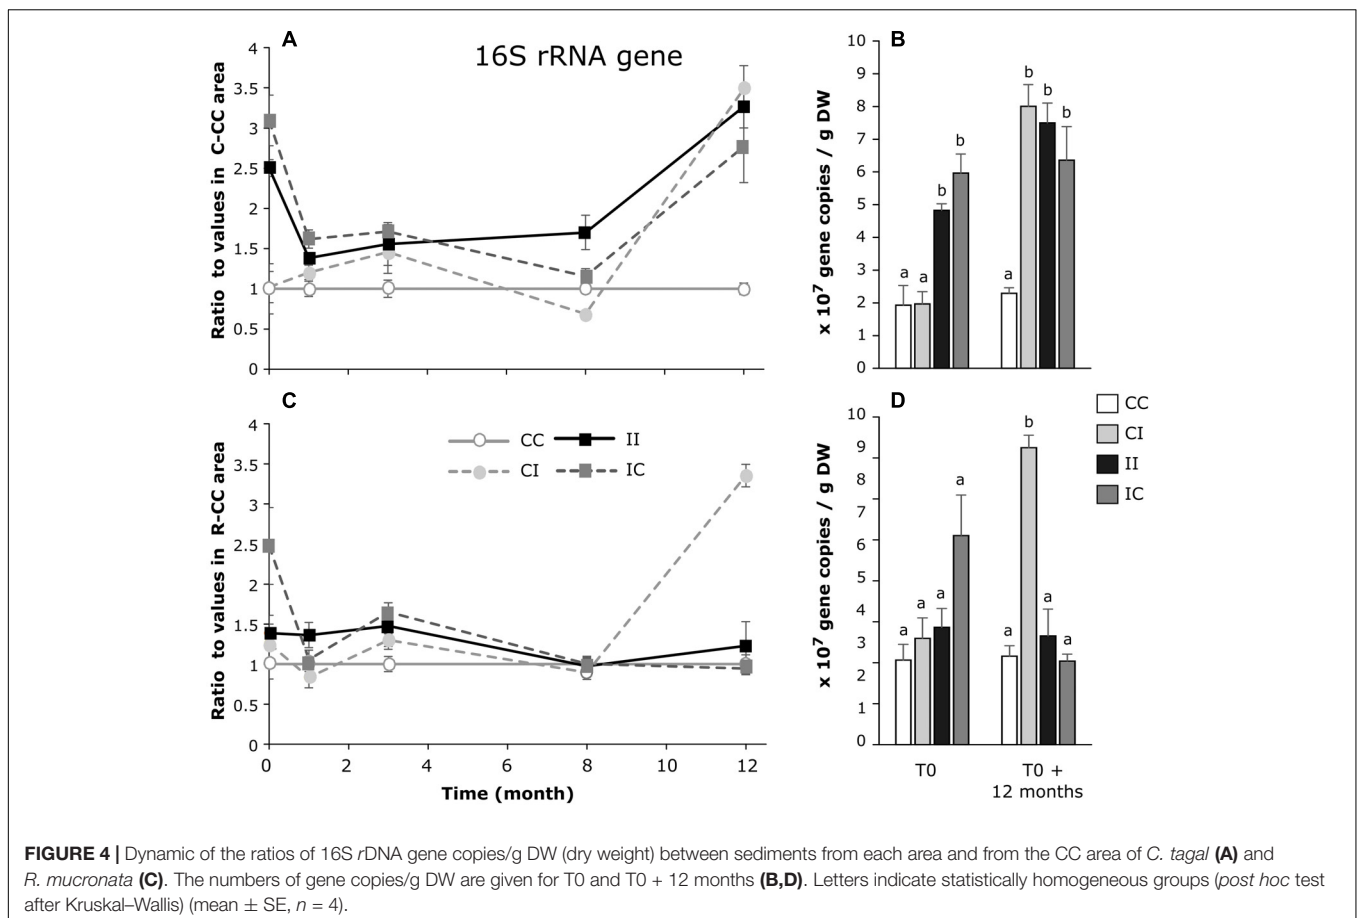 A
16S rRNA gene
Ratio to values in C-CC area
4
3.5
3
2.5
2
1.5
1
0.5
0
B
x 10⁷ gene copies / g DW
10
9
8
7
6
5
4
3
2
1
0
a
a
b
b
a
b
b
b
C
Ratio to values in R-CC area
4
3.5
3
2.5
2
1.5
1
0.5
0
CC
II
CI
IC
0
2
4
6
8
10
12
Time (month)
D
x 10⁷ gene copies / g DW
10
9
8
7
6
5
4
3
2
1
0
a
a
a
a
a
b
a
a
T0
T0 +
12 months
CC
CI
II
IC
FIGURE 4 | Dynamic of the ratios of 16S rDNA gene copies/g DW (dry weight) between sediments from each area and from the CC area of C. tagal (A) and
R. mucronata (C). The numbers of gene copies/g DW are given for T0 and T0 + 12 months (B,D). Letters indicate statistically homogeneous groups (post hoc test
after Kruskal–Wallis) (mean ± SE, n = 4).